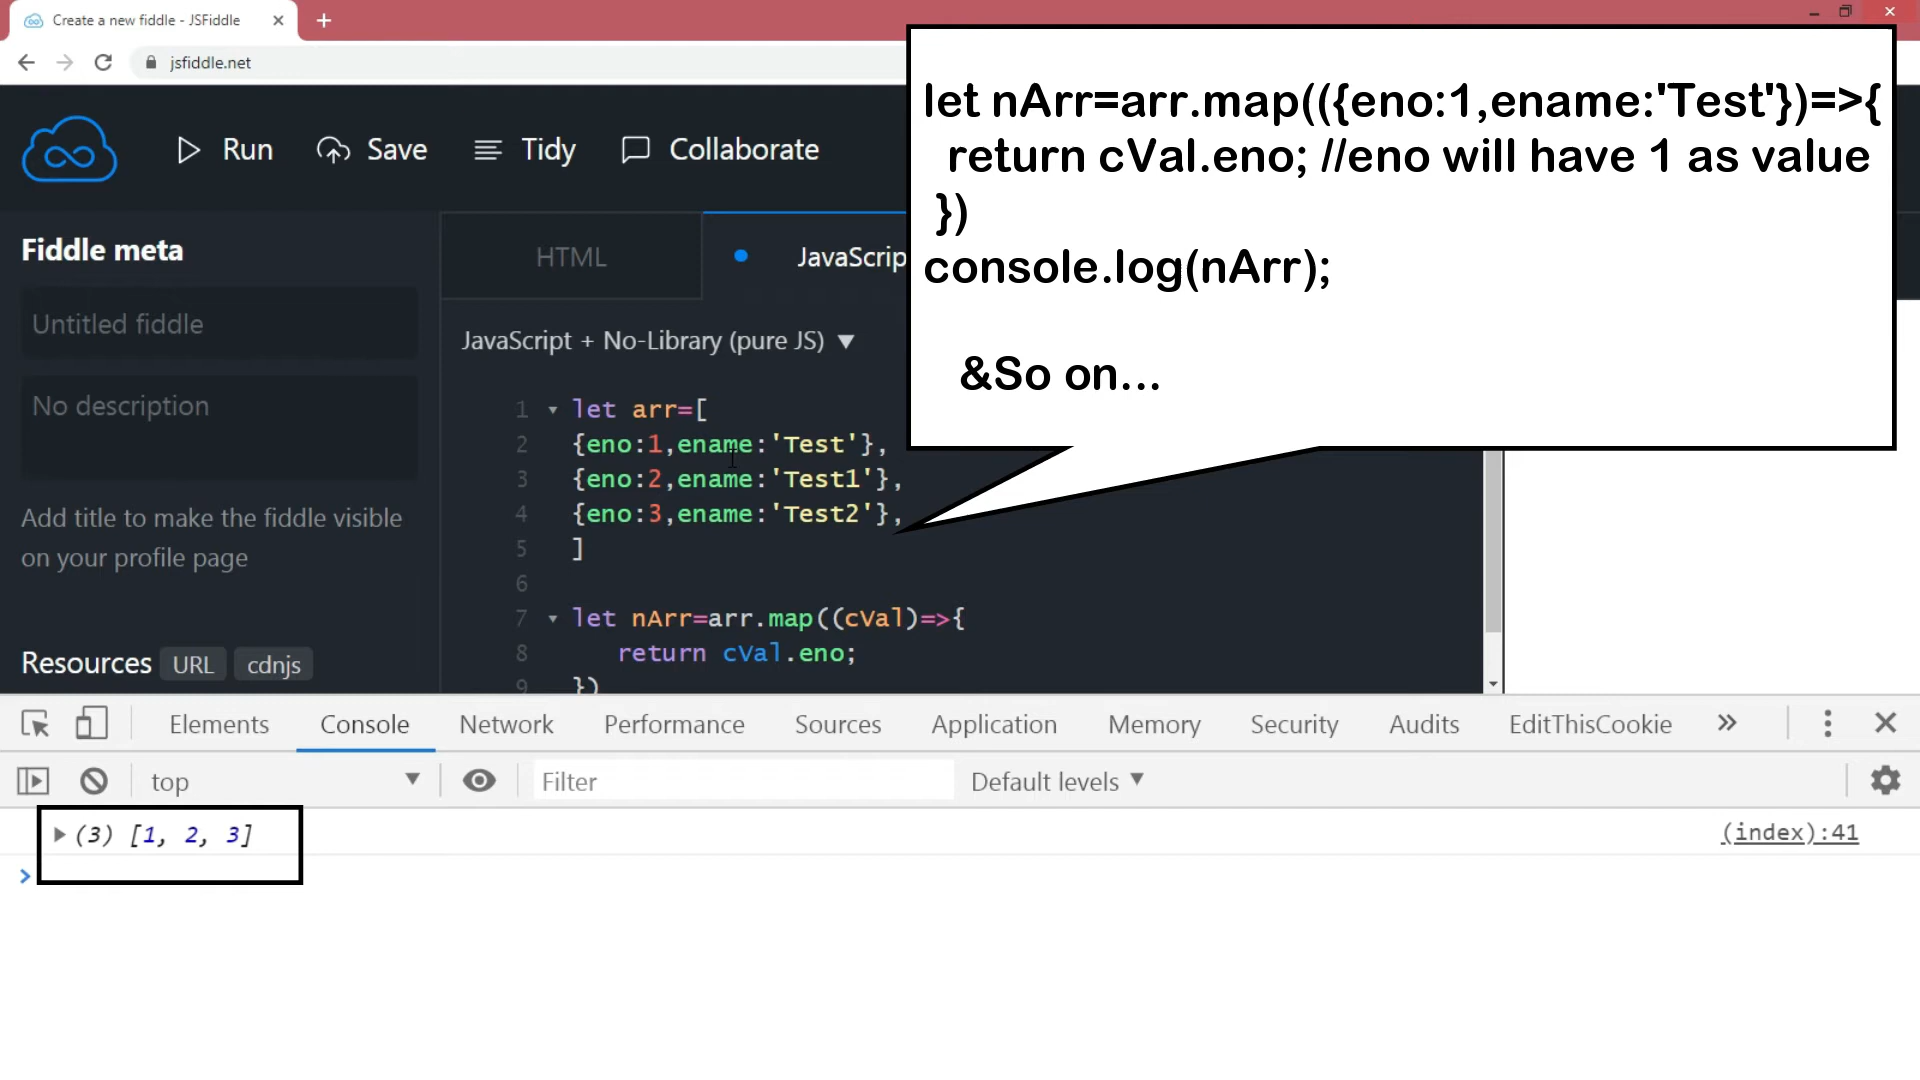 Create a new fiddle - JSFiddle
jsfiddle.net
Run
Save
Tidy
Collaborate
let nArr=arr.map(({eno:1,ename:'Test'})=>{
return cVal.eno; //eno will have 1 as value
})
console.log(nArr);
&So on...
Fiddle meta
Untitled fiddle
No description
Add title to make the fiddle visible
on your profile page
Resources URL cdnjs
HTML
JavaScrip
JavaScript + No-Library (pure JS) ▼
1 let arr=[
2 {eno:1,ename:'Test'},
3 {eno:2,ename:'Test1'},
4 {eno:3,ename:'Test2'},
5 ]
6
7 let nArr=arr.map((cVal)=>{
8 return cVal.eno;
9 })
Elements Console Network Performance Sources Application Memory Security Audits EditThisCookie
top Filter Default levels ▼
(3) [1, 2, 3] (index):41